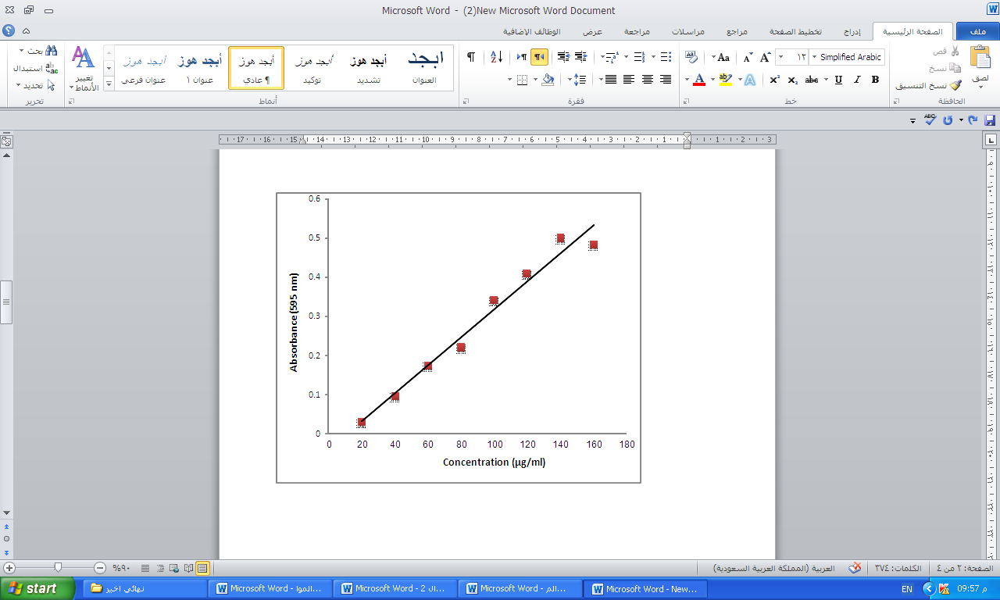 Microsoft Word - (2)New Microsoft Word Document
ملف
الصفحة الرئيسية
إدراج
تخطيط الصفحة
مراجع
مراسلات
مراجعة
عرض
الوظائف الإضافية
لصق
قص
نسخ
نسخ التنسيق
الحافظة
Simplified Arabic
١٢
Aa
A
A
B
I
U
abc
x₂
x²
A
ab
A
خط
فقرة
أبجد
العنوان
أبجد هوز
تشديد
أبجد هوز
توكيد
أبجد هوز
¶ عادي
أبجد هوز
عنوان ١
أبجد هوز
عنوان فرعي
أنماط
تغيير
الأنماط
بحث
استبدال
تحديد
تحرير
17 16 15 14 13 12 11 10 9 8 7 6 5 4 3 2 1 1 2 3
0.6
0.5
0.4
0.3
0.2
0.1
0
Absorbance (595 nm)
0 20 40 60 80 100 120 140 160 180
Concentration (µg/ml)
الصفحة: ٢ من ٤
الكلمات: ٣٧٤
العربية (المملكة العربية السعودية)
٩٠%
start
نهائي اخير
Microsoft Word - الموا...
Microsoft Word - 2 ال...
Microsoft Word - الم...
Microsoft Word - New...
EN
09:57 م